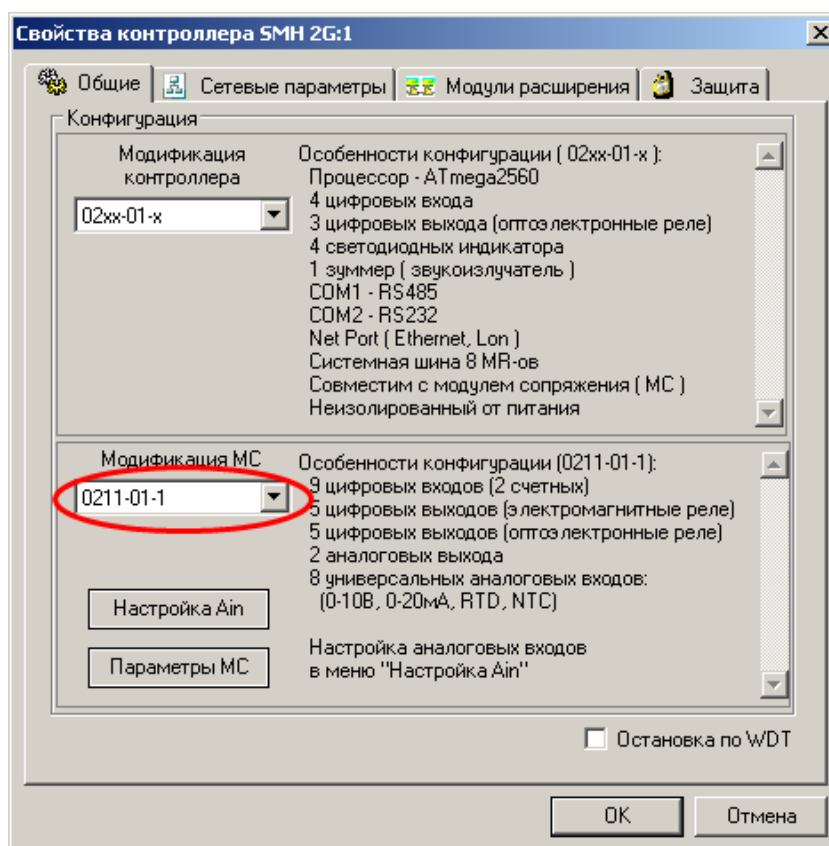 Свойства контроллера SMH 2G:1
Общие
Сетевые параметры
Модули расширения
Защита
Конфигурация
Модификация
контроллера
02xx-01-x
Особенности конфигурации ( 02xx-01-x ):
Процессор - ATmega2560
4 цифровых входа
3 цифровых выхода (оптоэлектронные реле)
4 светодиодных индикатора
1 зуммер ( звукоизлучатель )
COM1 - RS485
COM2 - RS232
Net Port ( Ethernet, Lon )
Системная шина 8 MR-ов
Совместим с модулем сопряжения ( MC )
Неизолированный от питания
Модификация МС
0211-01-1
Настройка Ain
Параметры МС
Особенности конфигурации (0211-01-1):
9 цифровых входов (2 счетных)
5 цифровых выходов (электромагнитные реле)
5 цифровых выходов (оптоэлектронные реле)
2 аналоговых выхода
8 универсальных аналоговых входов:
(0-10В, 0-20мА, RTD, NTC)
Настройка аналоговых входов
в меню "Настройка Ain"
Остановка по WDT
OK
Отмена